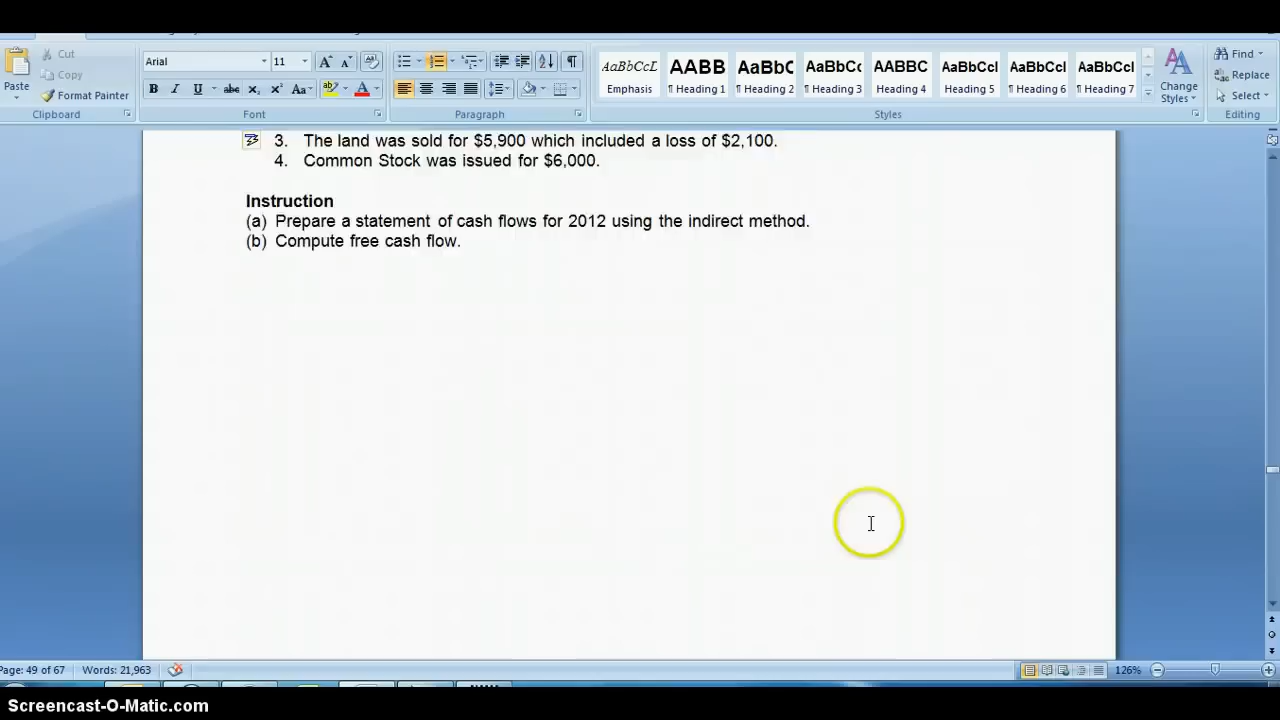 Cut
Copy
Paste
Format Painter
Clipboard
Arial
11
Font
Paragraph
AaBbCcL
Emphasis
AABB
¶ Heading 1
AaBbC
¶ Heading 2
AaBbCc
¶ Heading 3
AABBC
¶ Heading 4
AaBbCcl
¶ Heading 5
AaBbCcl
¶ Heading 6
AaBbCcl
¶ Heading 7
Change
Styles
Styles
Find
Replace
Select
Editing
3. The land was sold for $5,900 which included a loss of $2,100.
4. Common Stock was issued for $6,000.
Instruction
(a) Prepare a statement of cash flows for 2012 using the indirect method.
(b) Compute free cash flow.
Page: 49 of 67
Words: 21,963
126%
Screencast-O-Matic.com